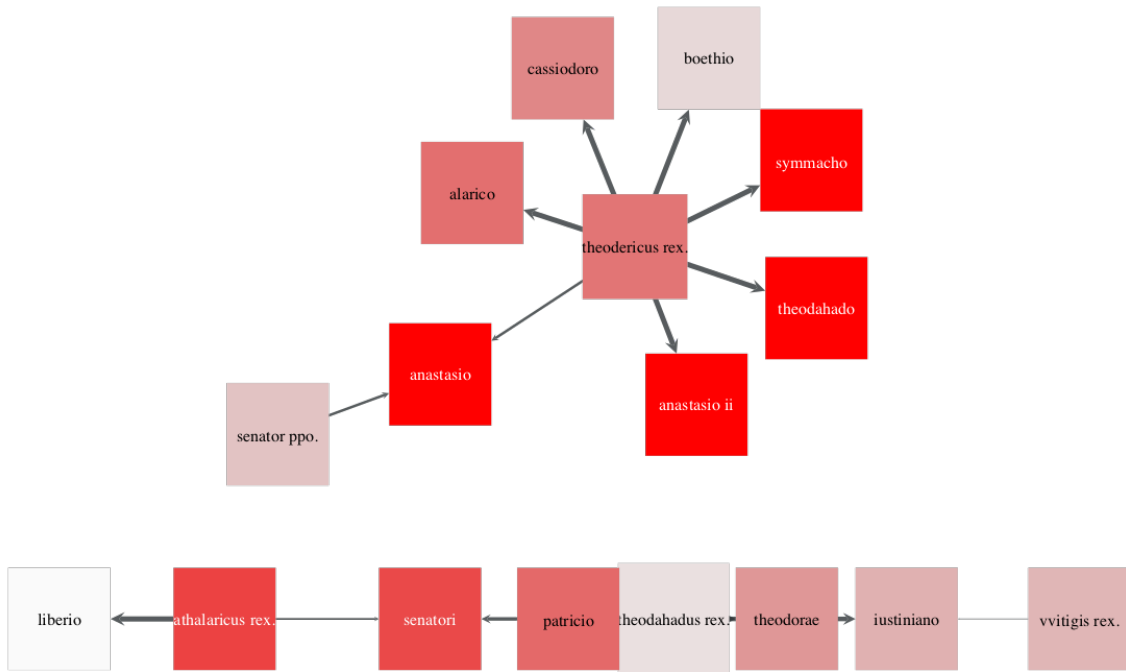 boethio
cassiodoro
symmacho
alarico
theodericus rex.
theodahado
anastasio
anastasio ii
senator ppo.
liberio
athalaricus rex.
senatori
patricio
theodahadus rex.
theodorae
iustiniano
vvitigis rex.